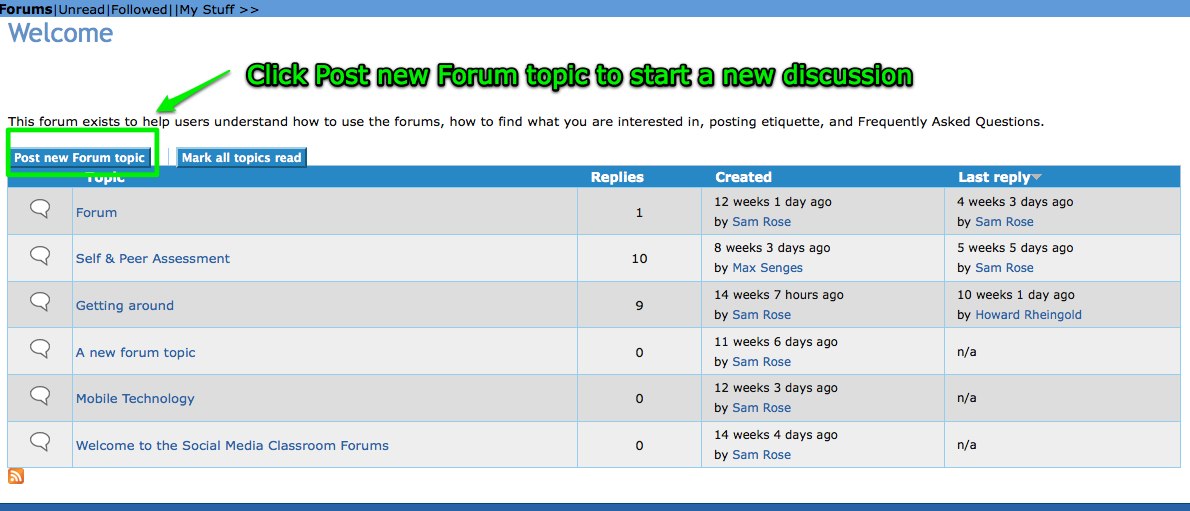 Forums|Unread|Followed||My Stuff >>
Welcome
Click Post new Forum topic to start a new discussion
This forum exists to help users understand how to use the forums, how to find what you are interested in, posting etiquette, and Frequently Asked Questions.
Post new Forum topic Mark all topics read
Topic Replies Created Last reply
Forum 1 12 weeks 1 day ago 4 weeks 3 days ago
by Sam Rose by Sam Rose
Self & Peer Assessment 10 8 weeks 3 days ago 5 weeks 5 days ago
by Max Senges by Sam Rose
Getting around 9 14 weeks 7 hours ago 10 weeks 1 day ago
by Sam Rose by Howard Rheingold
A new forum topic 0 11 weeks 6 days ago n/a
by Sam Rose
Mobile Technology 0 12 weeks 3 days ago n/a
by Sam Rose
Welcome to the Social Media Classroom Forums 0 14 weeks 4 days ago n/a
by Sam Rose